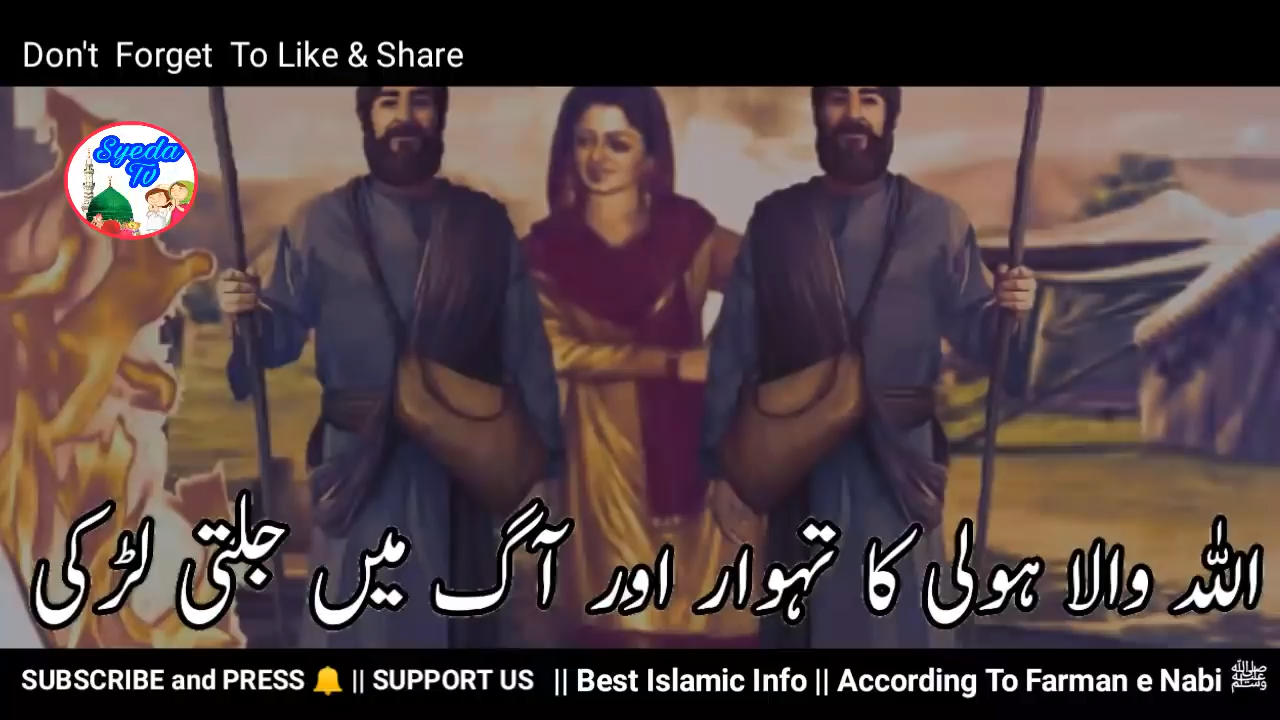 Don't Forget To Like & Share
Syeda
Tv
اللہ والا ہولی کا تہوار اور آگ میں جلتی لڑکی
SUBSCRIBE and PRESS 🔔 || SUPPORT US || Best Islamic Info || According To Farman e Nabi ﷺ